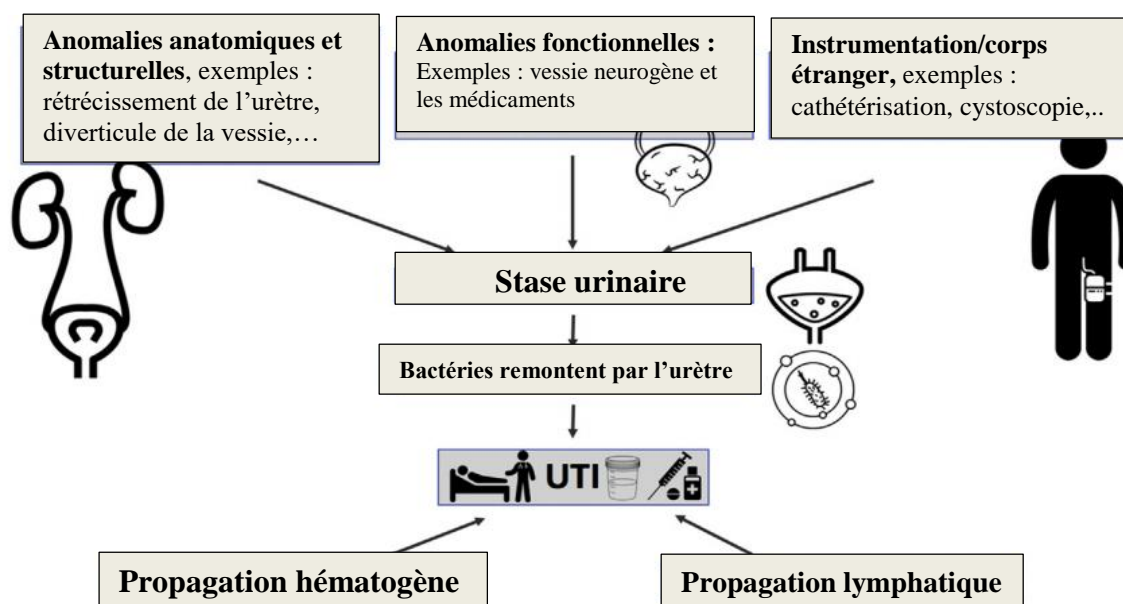 Anomalies anatomiques et
structurelles, exemples :
rétrécissement de l’urètre,
diverticule de la vessie,…
Anomalies fonctionnelles :
Exemples : vessie neurogène et
les médicaments
Instrumentation/corps
étranger, exemples :
cathétérisation, cystoscopie,..
Stase urinaire
Bactéries remontent par l’urètre
UTI
Propagation hématogène
Propagation lymphatique